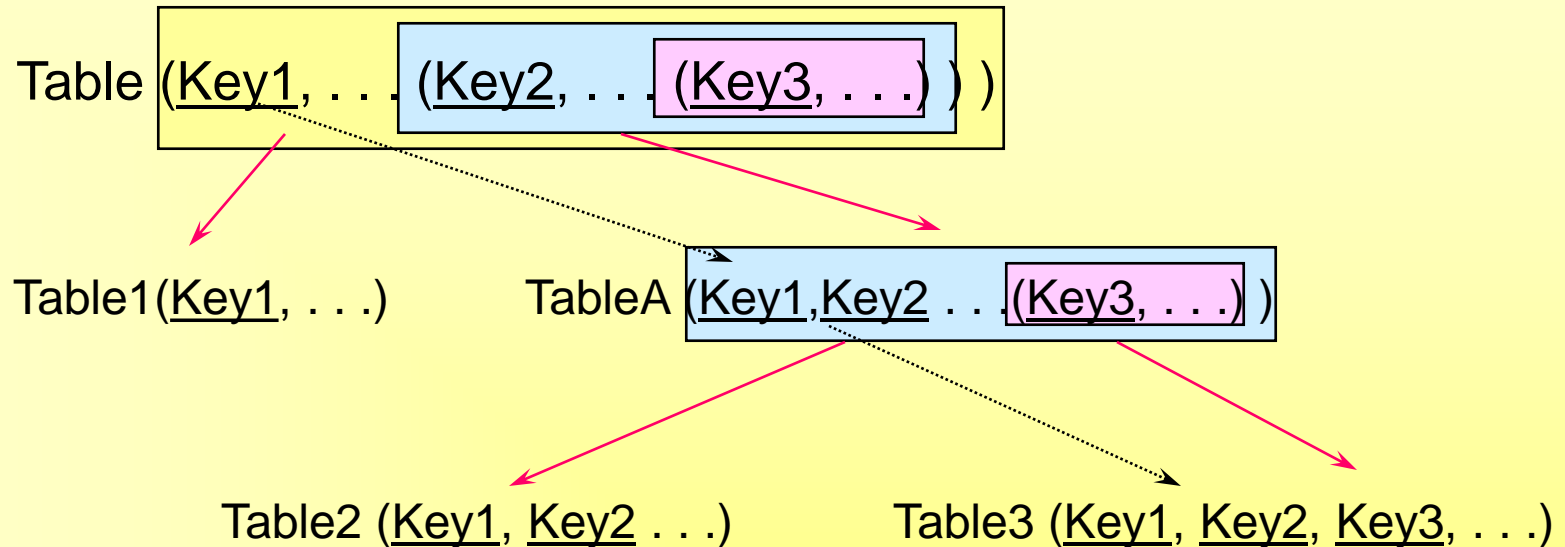 Table (Key1, . . . (Key2, . . . (Key3, . . .) ) )
Table1(Key1, . . .) TableA (Key1,Key2 . . .(Key3, . . .) )
Table2 (Key1, Key2 . . .) Table3 (Key1, Key2, Key3, . . .)